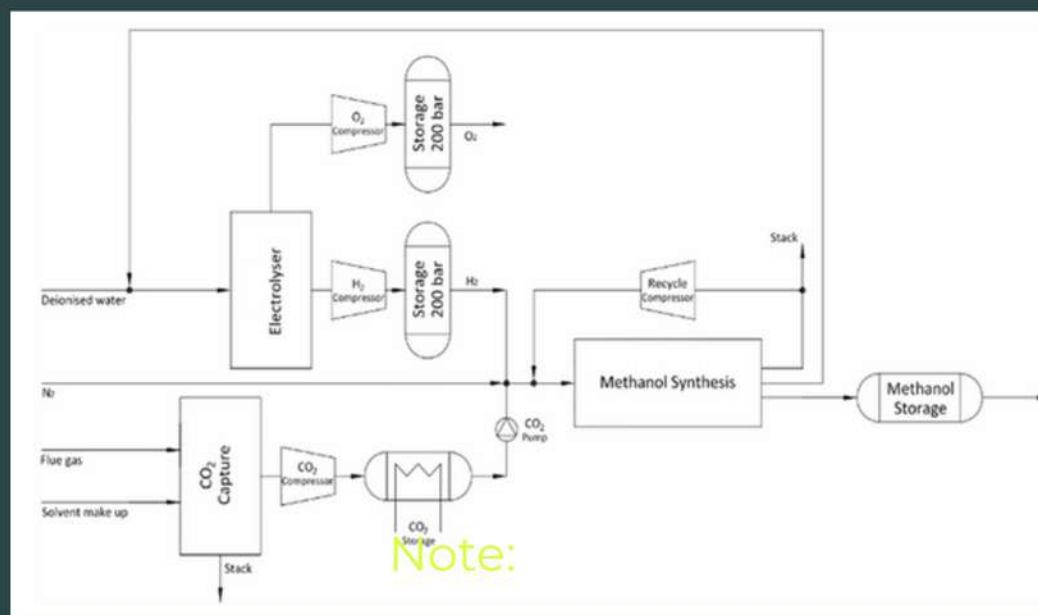 O₂
Compressor
Storage
200 bar
O₂
Electrolyser
Deionised water
H₂
Compressor
Storage
200 bar
H₂
Stack
Recycle
Compressor
Methanol Synthesis
Methanol
Storage
N₂
CO₂
Pump
Flue gas
CO₂
Capture
CO₂
Compressor
Solvent make up
CO₂
Storage
Note:
Stack